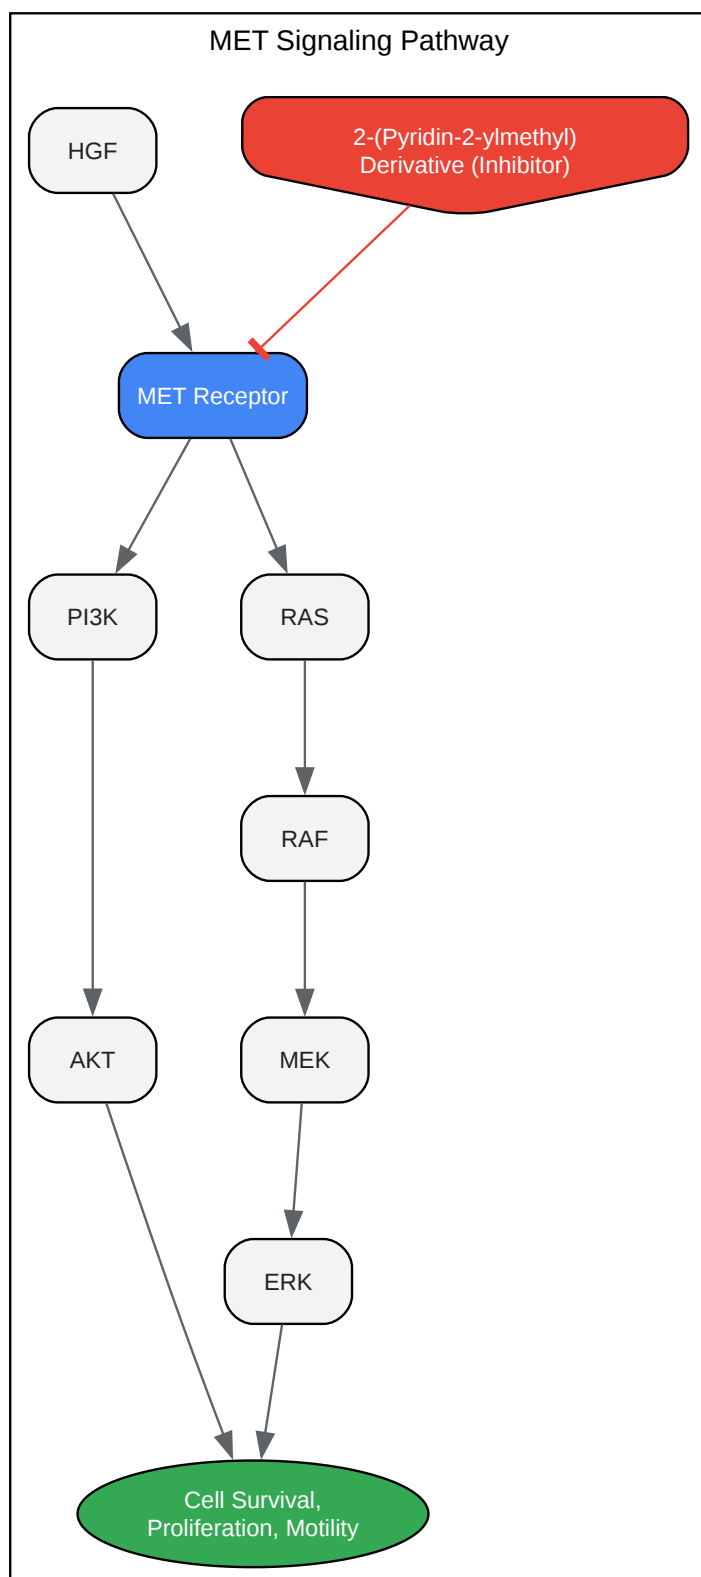 MET Signaling Pathway
HGF
2-(Pyridin-2-ylmethyl)
Derivative (Inhibitor)
MET Receptor
PI3K
RAS
RAF
AKT
MEK
ERK
Cell Survival,
Proliferation, Motility